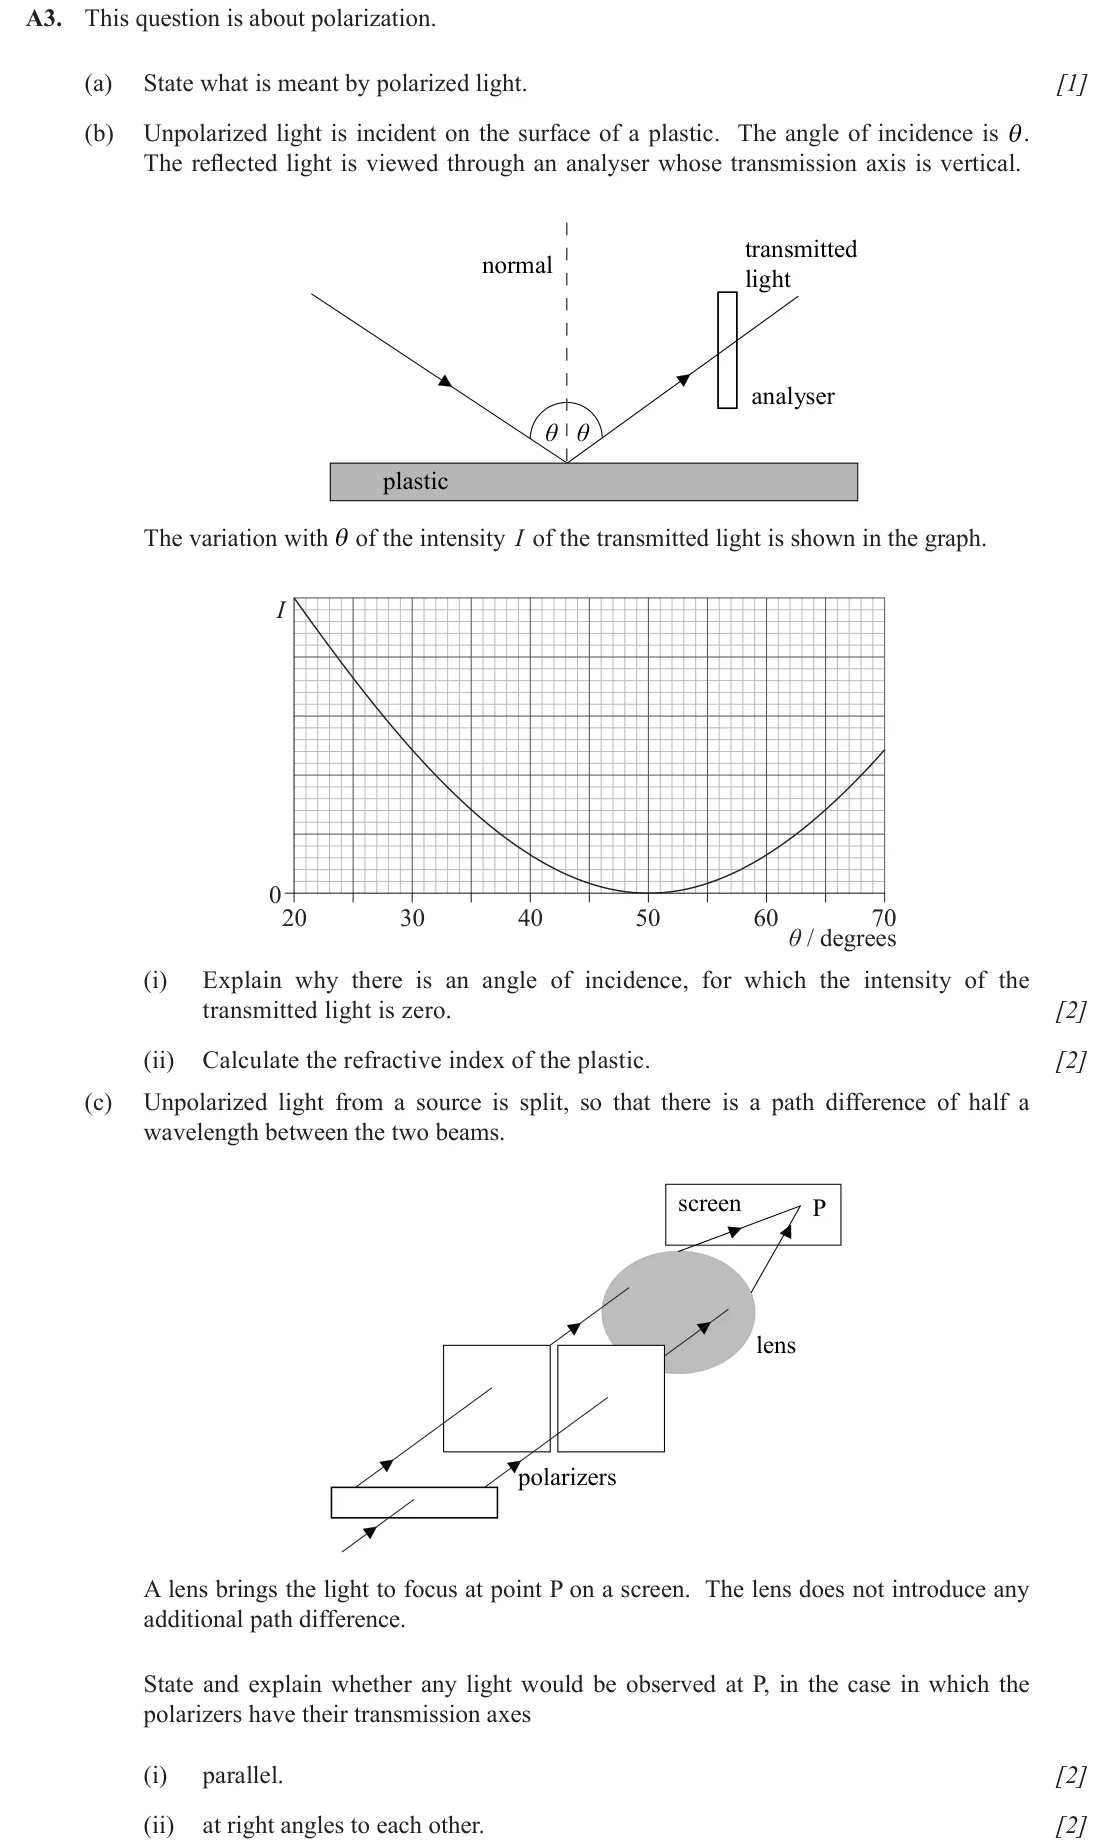 A3. This question is about polarization.
(a) State what is meant by polarized light. [1]
(b) Unpolarized light is incident on the surface of a plastic. The angle of incidence is θ.
The reflected light is viewed through an analyser whose transmission axis is vertical.
normal
transmitted
light
analyser
θ θ
plastic
The variation with θ of the intensity I of the transmitted light is shown in the graph.
I
0
20 30 40 50 60 70
θ / degrees
(i) Explain why there is an angle of incidence, for which the intensity of the
transmitted light is zero. [2]
(ii) Calculate the refractive index of the plastic. [2]
(c) Unpolarized light from a source is split, so that there is a path difference of half a
wavelength between the two beams.
screen P
lens
polarizers
A lens brings the light to focus at point P on a screen. The lens does not introduce any
additional path difference.
State and explain whether any light would be observed at P, in the case in which the
polarizers have their transmission axes
(i) parallel. [2]
(ii) at right angles to each other. [2]